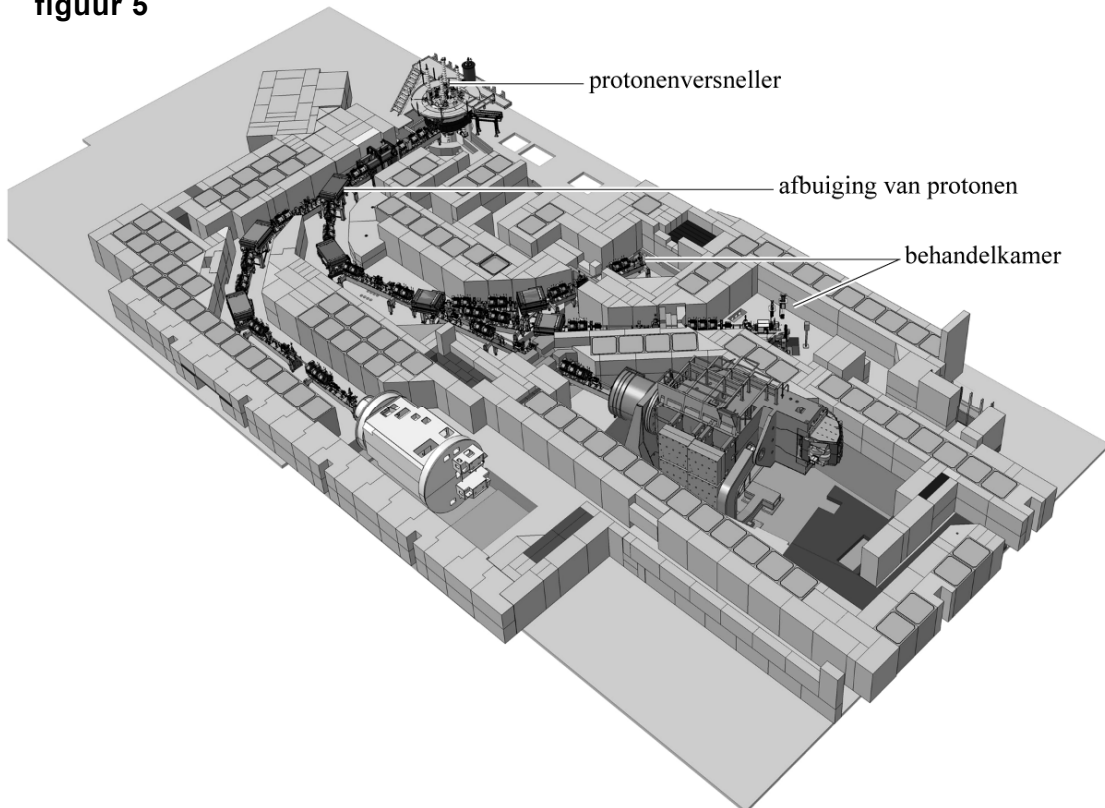 figuur 5
protonenversneller
afbuiging van protonen
behandelkamer